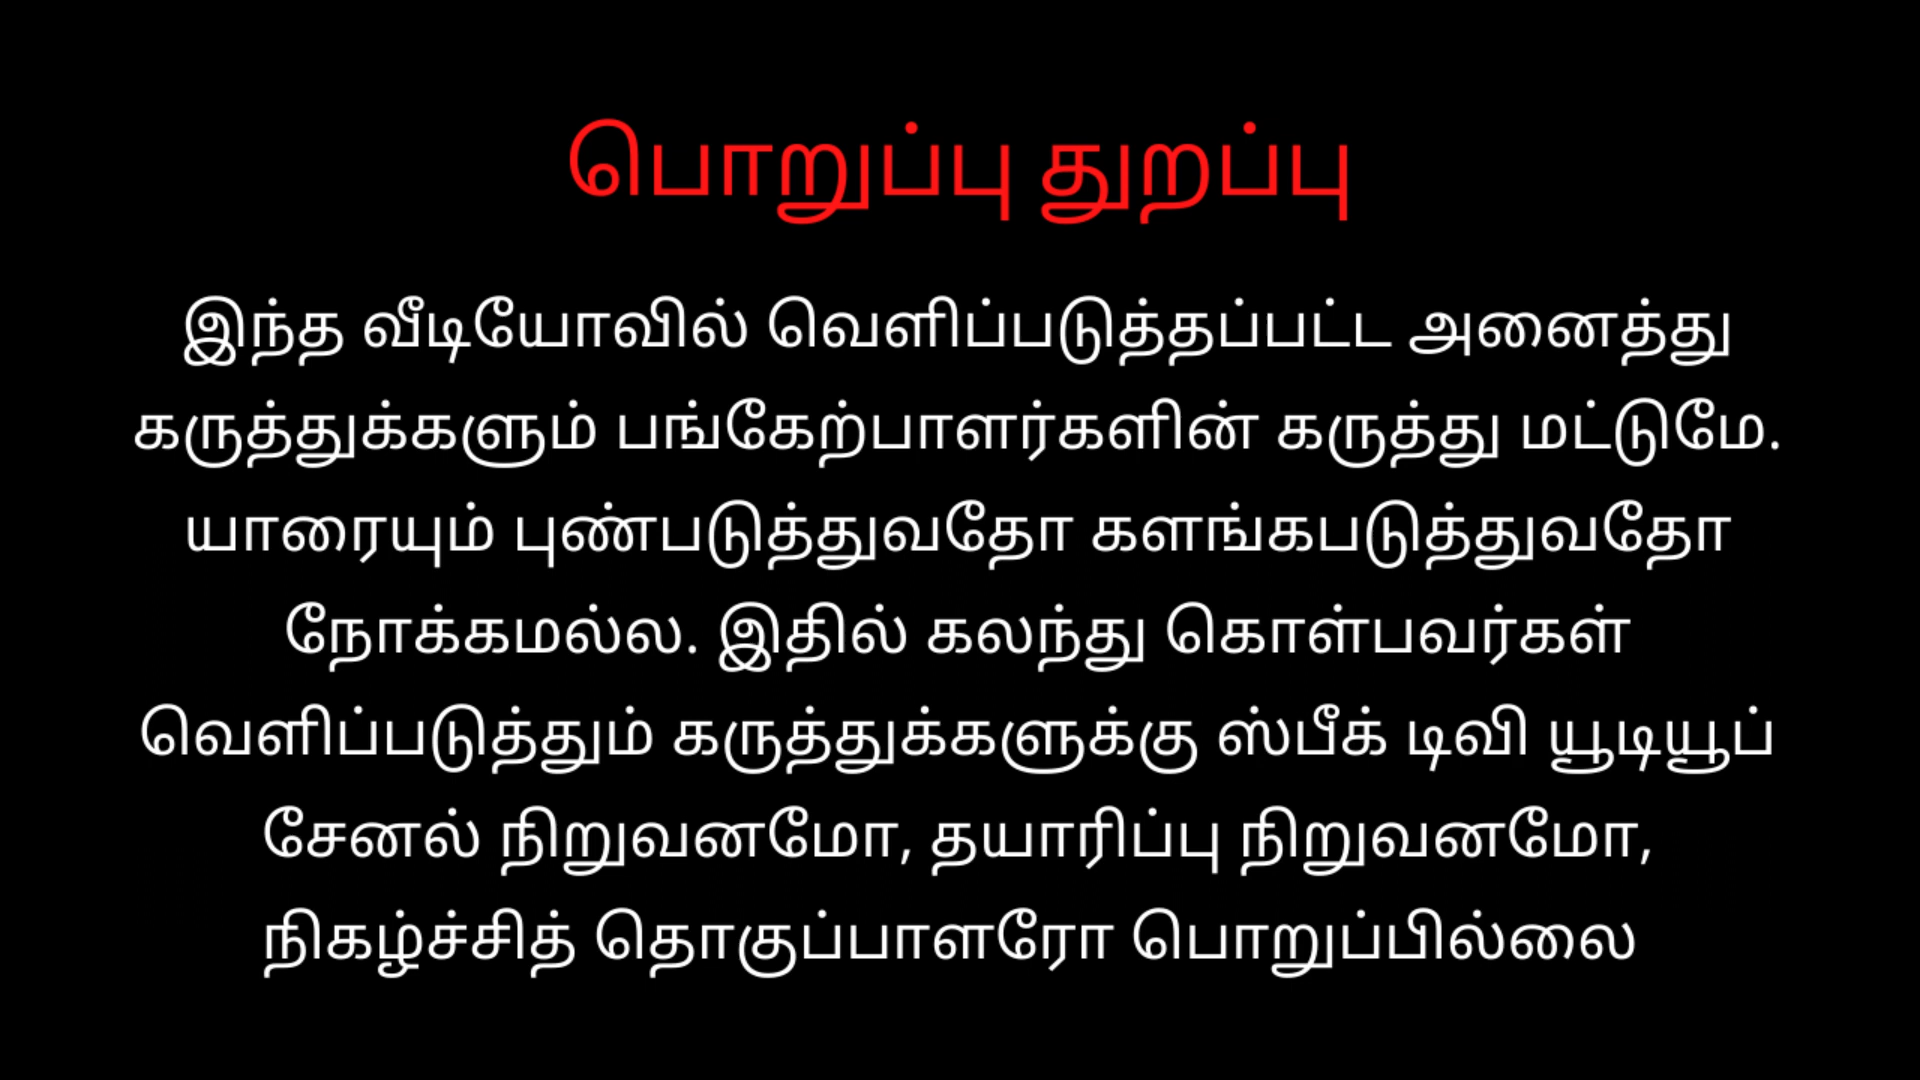 பொறுப்பு துறப்பு
இந்த வீடியோவில் வெளிப்படுத்தப்பட்ட அனைத்து
கருத்துக்களும் பங்கேற்பாளர்களின் கருத்து மட்டுமே.
யாரையும் புண்படுத்துவதோ களங்கபடுத்துவதோ
நோக்கமல்ல. இதில் கலந்து கொள்பவர்கள்
வெளிப்படுத்தும் கருத்துக்களுக்கு ஸ்பீக் டிவி யூடியூப்
சேனல் நிறுவனமோ, தயாரிப்பு நிறுவனமோ,
நிகழ்ச்சித் தொகுப்பாளரோ பொறுப்பில்லை